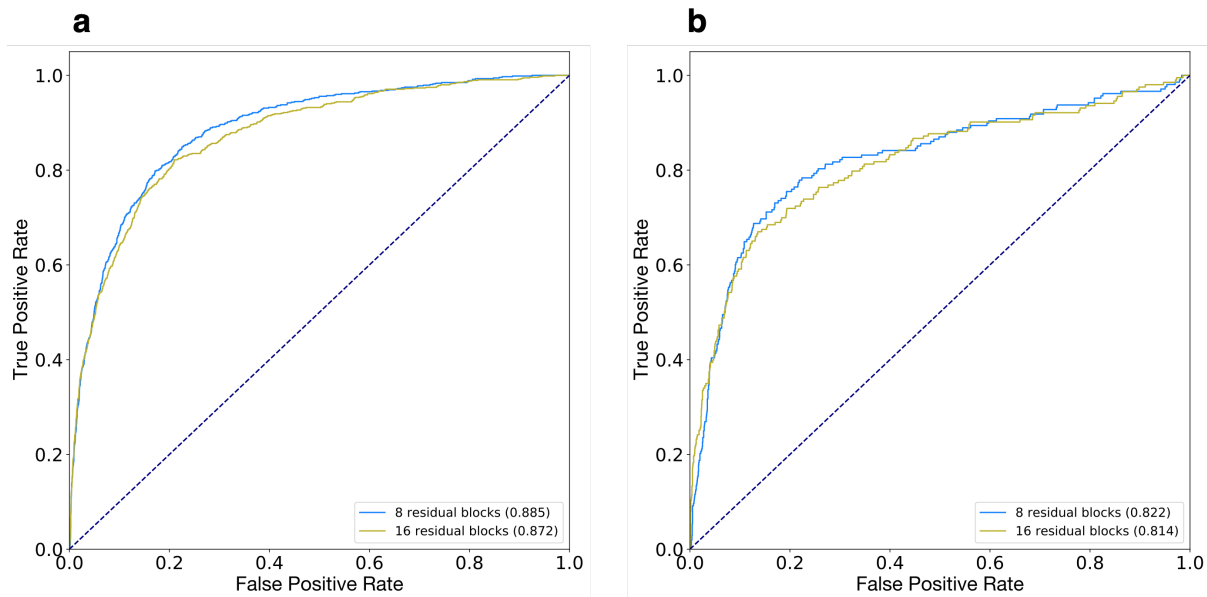 a
1.0
0.8
0.6
0.4
0.2
0.0
True Positive Rate
0.0 0.2 0.4 0.6 0.8 1.0
False Positive Rate
8 residual blocks (0.885)
16 residual blocks (0.872)
b
1.0
0.8
0.6
0.4
0.2
0.0
True Positive Rate
0.0 0.2 0.4 0.6 0.8 1.0
False Positive Rate
8 residual blocks (0.822)
16 residual blocks (0.814)